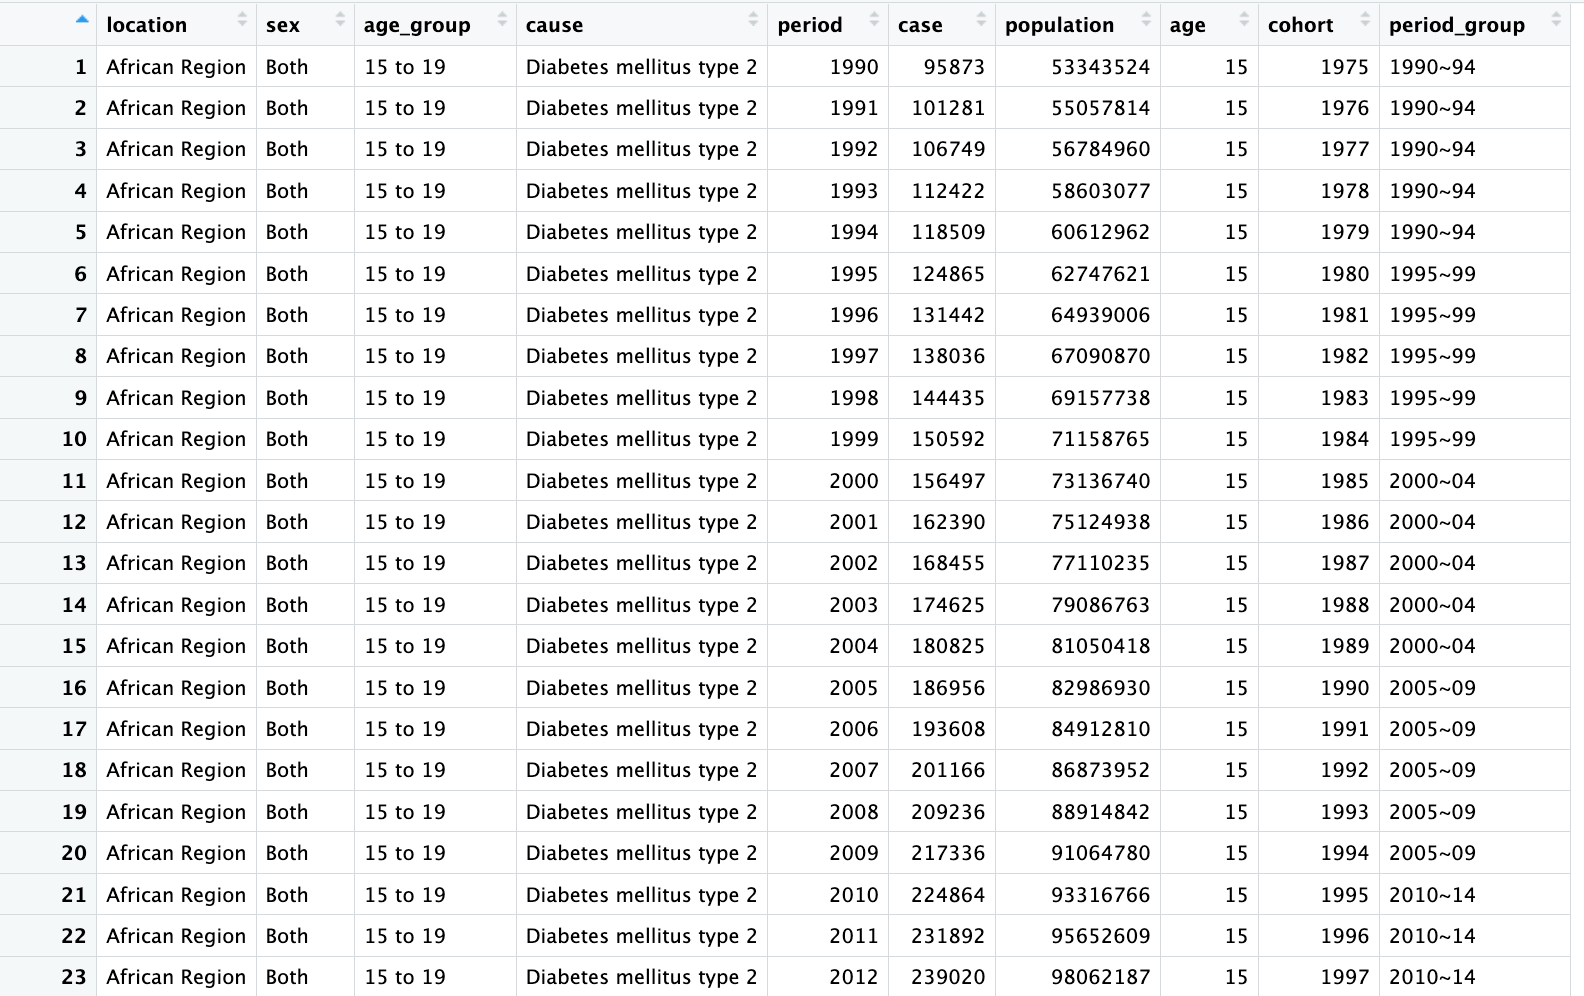 location sex age_group cause period case population age cohort period_group
1 African Region Both 15 to 19 Diabetes mellitus type 2 1990 95873 53343524 15 1975 1990~94
2 African Region Both 15 to 19 Diabetes mellitus type 2 1991 101281 55057814 15 1976 1990~94
3 African Region Both 15 to 19 Diabetes mellitus type 2 1992 106749 56784960 15 1977 1990~94
4 African Region Both 15 to 19 Diabetes mellitus type 2 1993 112422 58603077 15 1978 1990~94
5 African Region Both 15 to 19 Diabetes mellitus type 2 1994 118509 60612962 15 1979 1990~94
6 African Region Both 15 to 19 Diabetes mellitus type 2 1995 124865 62747621 15 1980 1995~99
7 African Region Both 15 to 19 Diabetes mellitus type 2 1996 131442 64939006 15 1981 1995~99
8 African Region Both 15 to 19 Diabetes mellitus type 2 1997 138036 67090870 15 1982 1995~99
9 African Region Both 15 to 19 Diabetes mellitus type 2 1998 144435 69157738 15 1983 1995~99
10 African Region Both 15 to 19 Diabetes mellitus type 2 1999 150592 71158765 15 1984 1995~99
11 African Region Both 15 to 19 Diabetes mellitus type 2 2000 156497 73136740 15 1985 2000~04
12 African Region Both 15 to 19 Diabetes mellitus type 2 2001 162390 75124938 15 1986 2000~04
13 African Region Both 15 to 19 Diabetes mellitus type 2 2002 168455 77110235 15 1987 2000~04
14 African Region Both 15 to 19 Diabetes mellitus type 2 2003 174625 79086763 15 1988 2000~04
15 African Region Both 15 to 19 Diabetes mellitus type 2 2004 180825 81050418 15 1989 2000~04
16 African Region Both 15 to 19 Diabetes mellitus type 2 2005 186956 82986930 15 1990 2005~09
17 African Region Both 15 to 19 Diabetes mellitus type 2 2006 193608 84912810 15 1991 2005~09
18 African Region Both 15 to 19 Diabetes mellitus type 2 2007 201166 86873952 15 1992 2005~09
19 African Region Both 15 to 19 Diabetes mellitus type 2 2008 209236 88914842 15 1993 2005~09
20 African Region Both 15 to 19 Diabetes mellitus type 2 2009 217336 91064780 15 1994 2005~09
21 African Region Both 15 to 19 Diabetes mellitus type 2 2010 224864 93316766 15 1995 2010~14
22 African Region Both 15 to 19 Diabetes mellitus type 2 2011 231892 95652609 15 1996 2010~14
23 African Region Both 15 to 19 Diabetes mellitus type 2 2012 239020 98062187 15 1997 2010~14